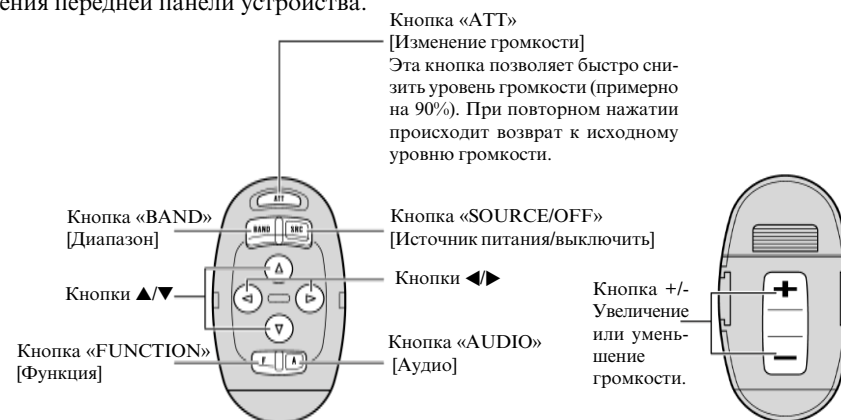 ения передней панели устройства.
Кнопка «ATT»
[Изменение громкости]
Эта кнопка позволяет быстро сни-
зить уровень громкости (примерно
на 90%). При повторном нажатии
происходит возврат к исходному
уровню громкости.
ATT
Кнопка «BAND»
[Диапазон]
BAND
SRC
Кнопка «SOURCE/OFF»
[Источник питания/выключить]
Кнопки ▲/▼
Кнопки ◀/▶
Кнопка «FUNCTION»
[Функция]
F
A
Кнопка «AUDIO»
[Аудио]
Кнопка +/-
Увеличение
или умень-
шение
громкости.
+
−